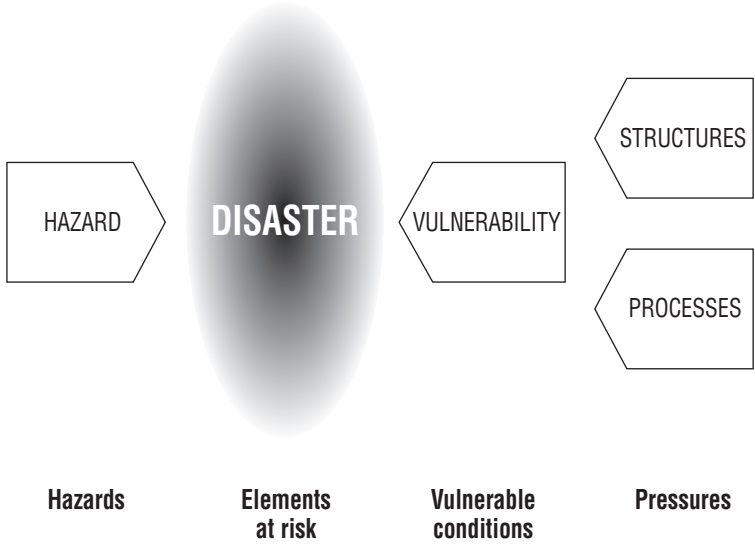 STRUCTURES
HAZARD
DISASTER
VULNERABILITY
PROCESSES
Hazards
Elements
at risk
Vulnerable
conditions
Pressures